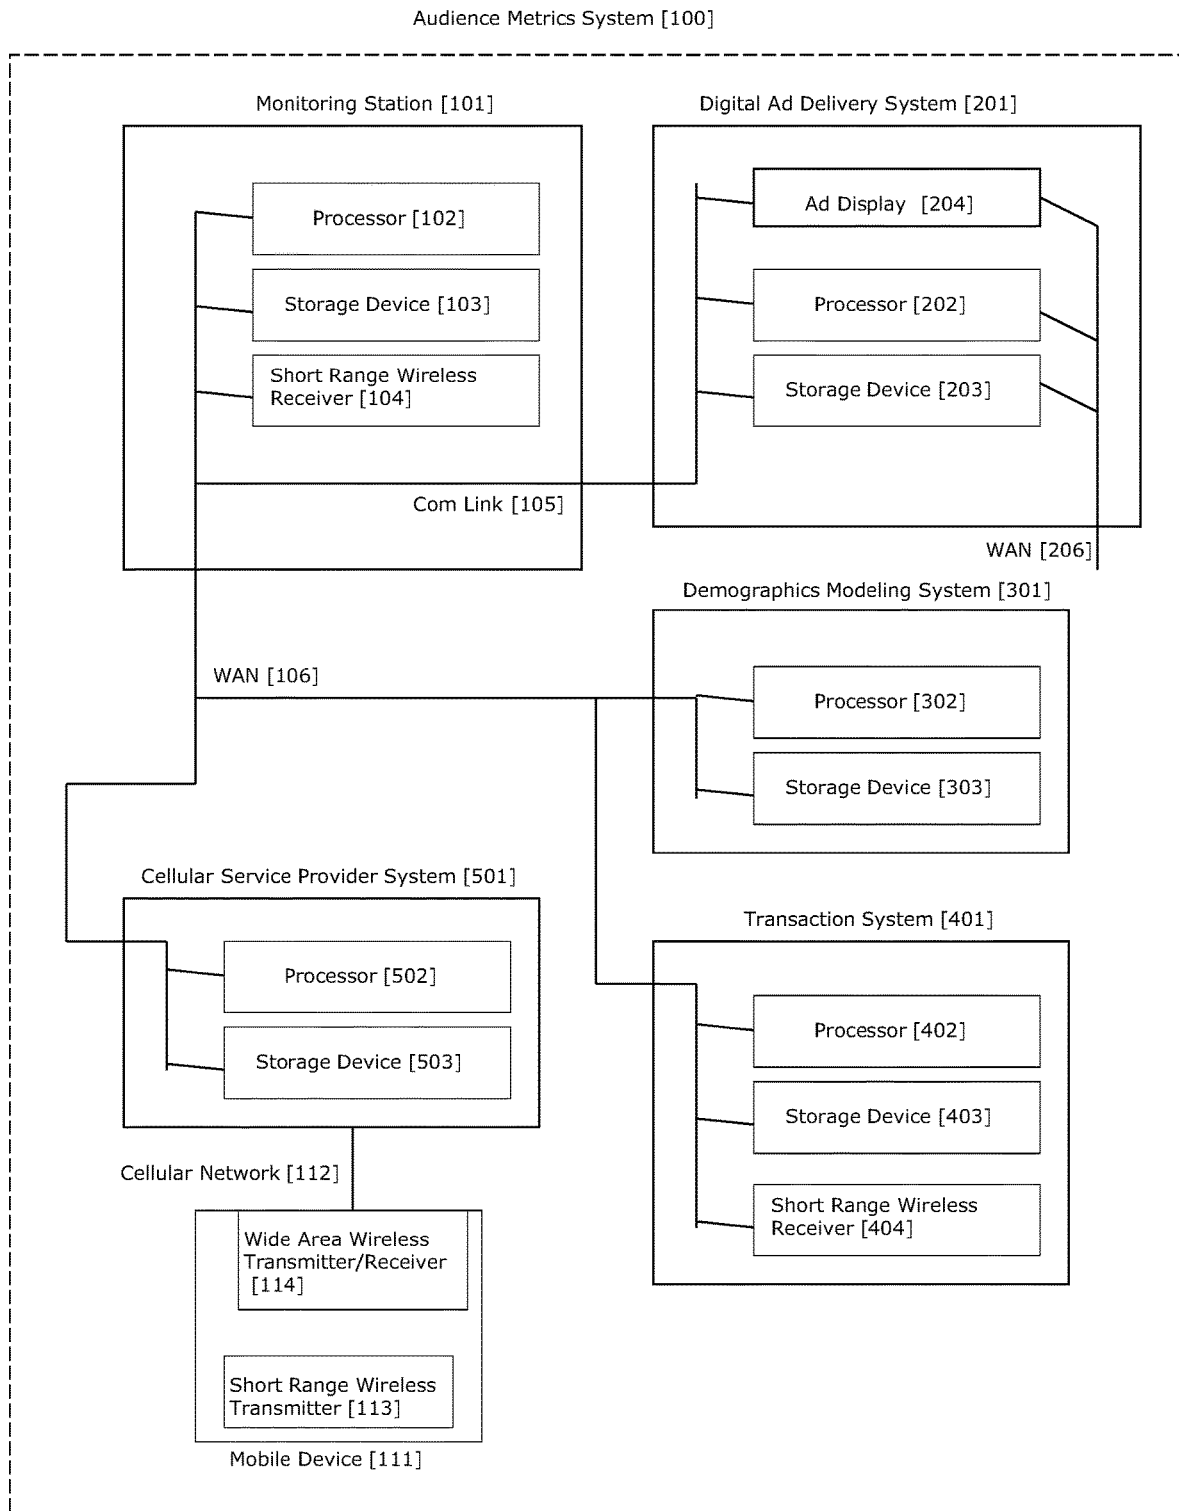 Audience Metrics System [100]
Monitoring Station [101]
Processor [102]
Storage Device [103]
Short Range Wireless
Receiver [104]
Com Link [105]
Digital Ad Delivery System [201]
Ad Display [204]
Processor [202]
Storage Device [203]
WAN [206]
Demographics Modeling System [301]
WAN [106]
Processor [302]
Storage Device [303]
Cellular Service Provider System [501]
Processor [502]
Storage Device [503]
Transaction System [401]
Processor [402]
Storage Device [403]
Short Range Wireless
Receiver [404]
Cellular Network [112]
Wide Area Wireless
Transmitter/Receiver
[114]
Short Range Wireless
Transmitter [113]
Mobile Device [111]